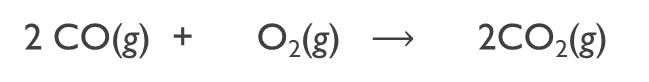 2 CO(g) + O₂(g) ⟶ 2CO₂(g)